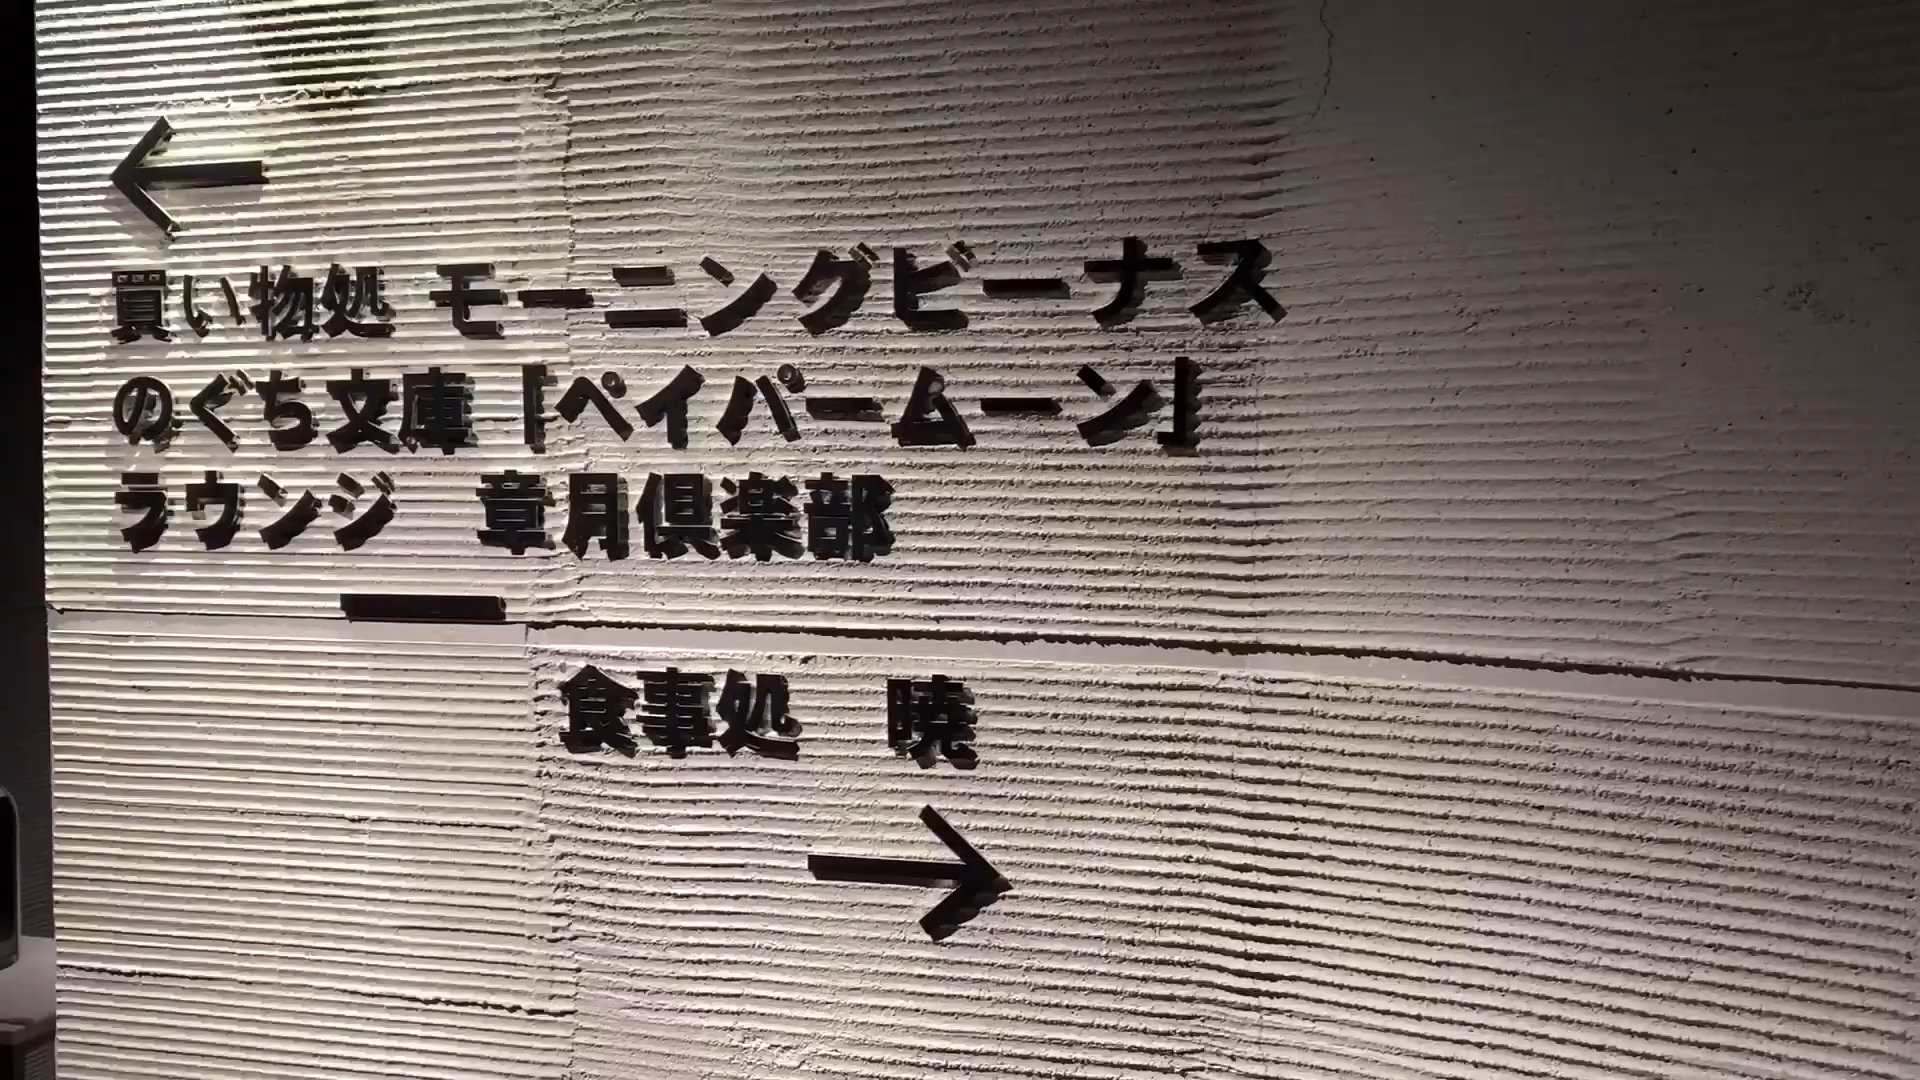 ←
買い物処 モーニングビーナス
のぐち文庫「ペイパームーン」
ラウンジ 章月倶楽部
食事処 暁
→